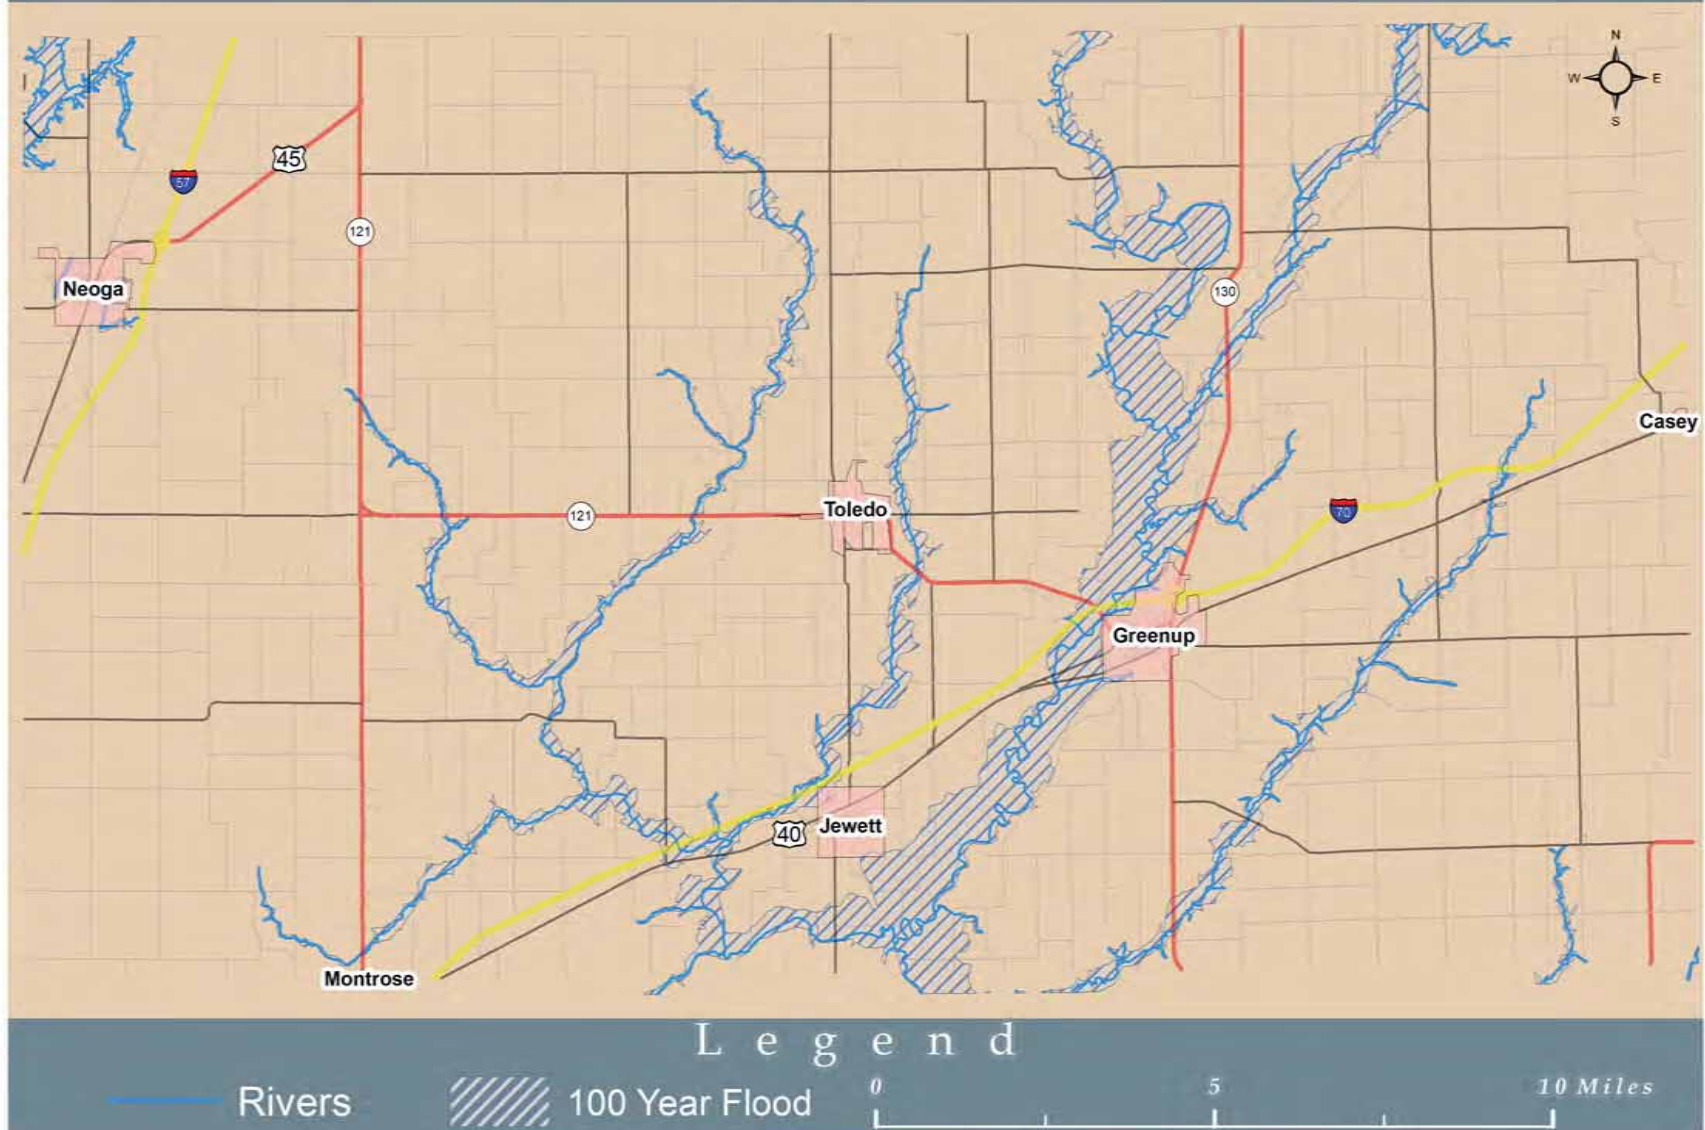 N
W E
S
45
57
121
Neoga
130
Casey
Toledo
121
70
Greenup
40
Jewett
Montrose
Legend
0 5 10 Miles
Rivers
100 Year Flood